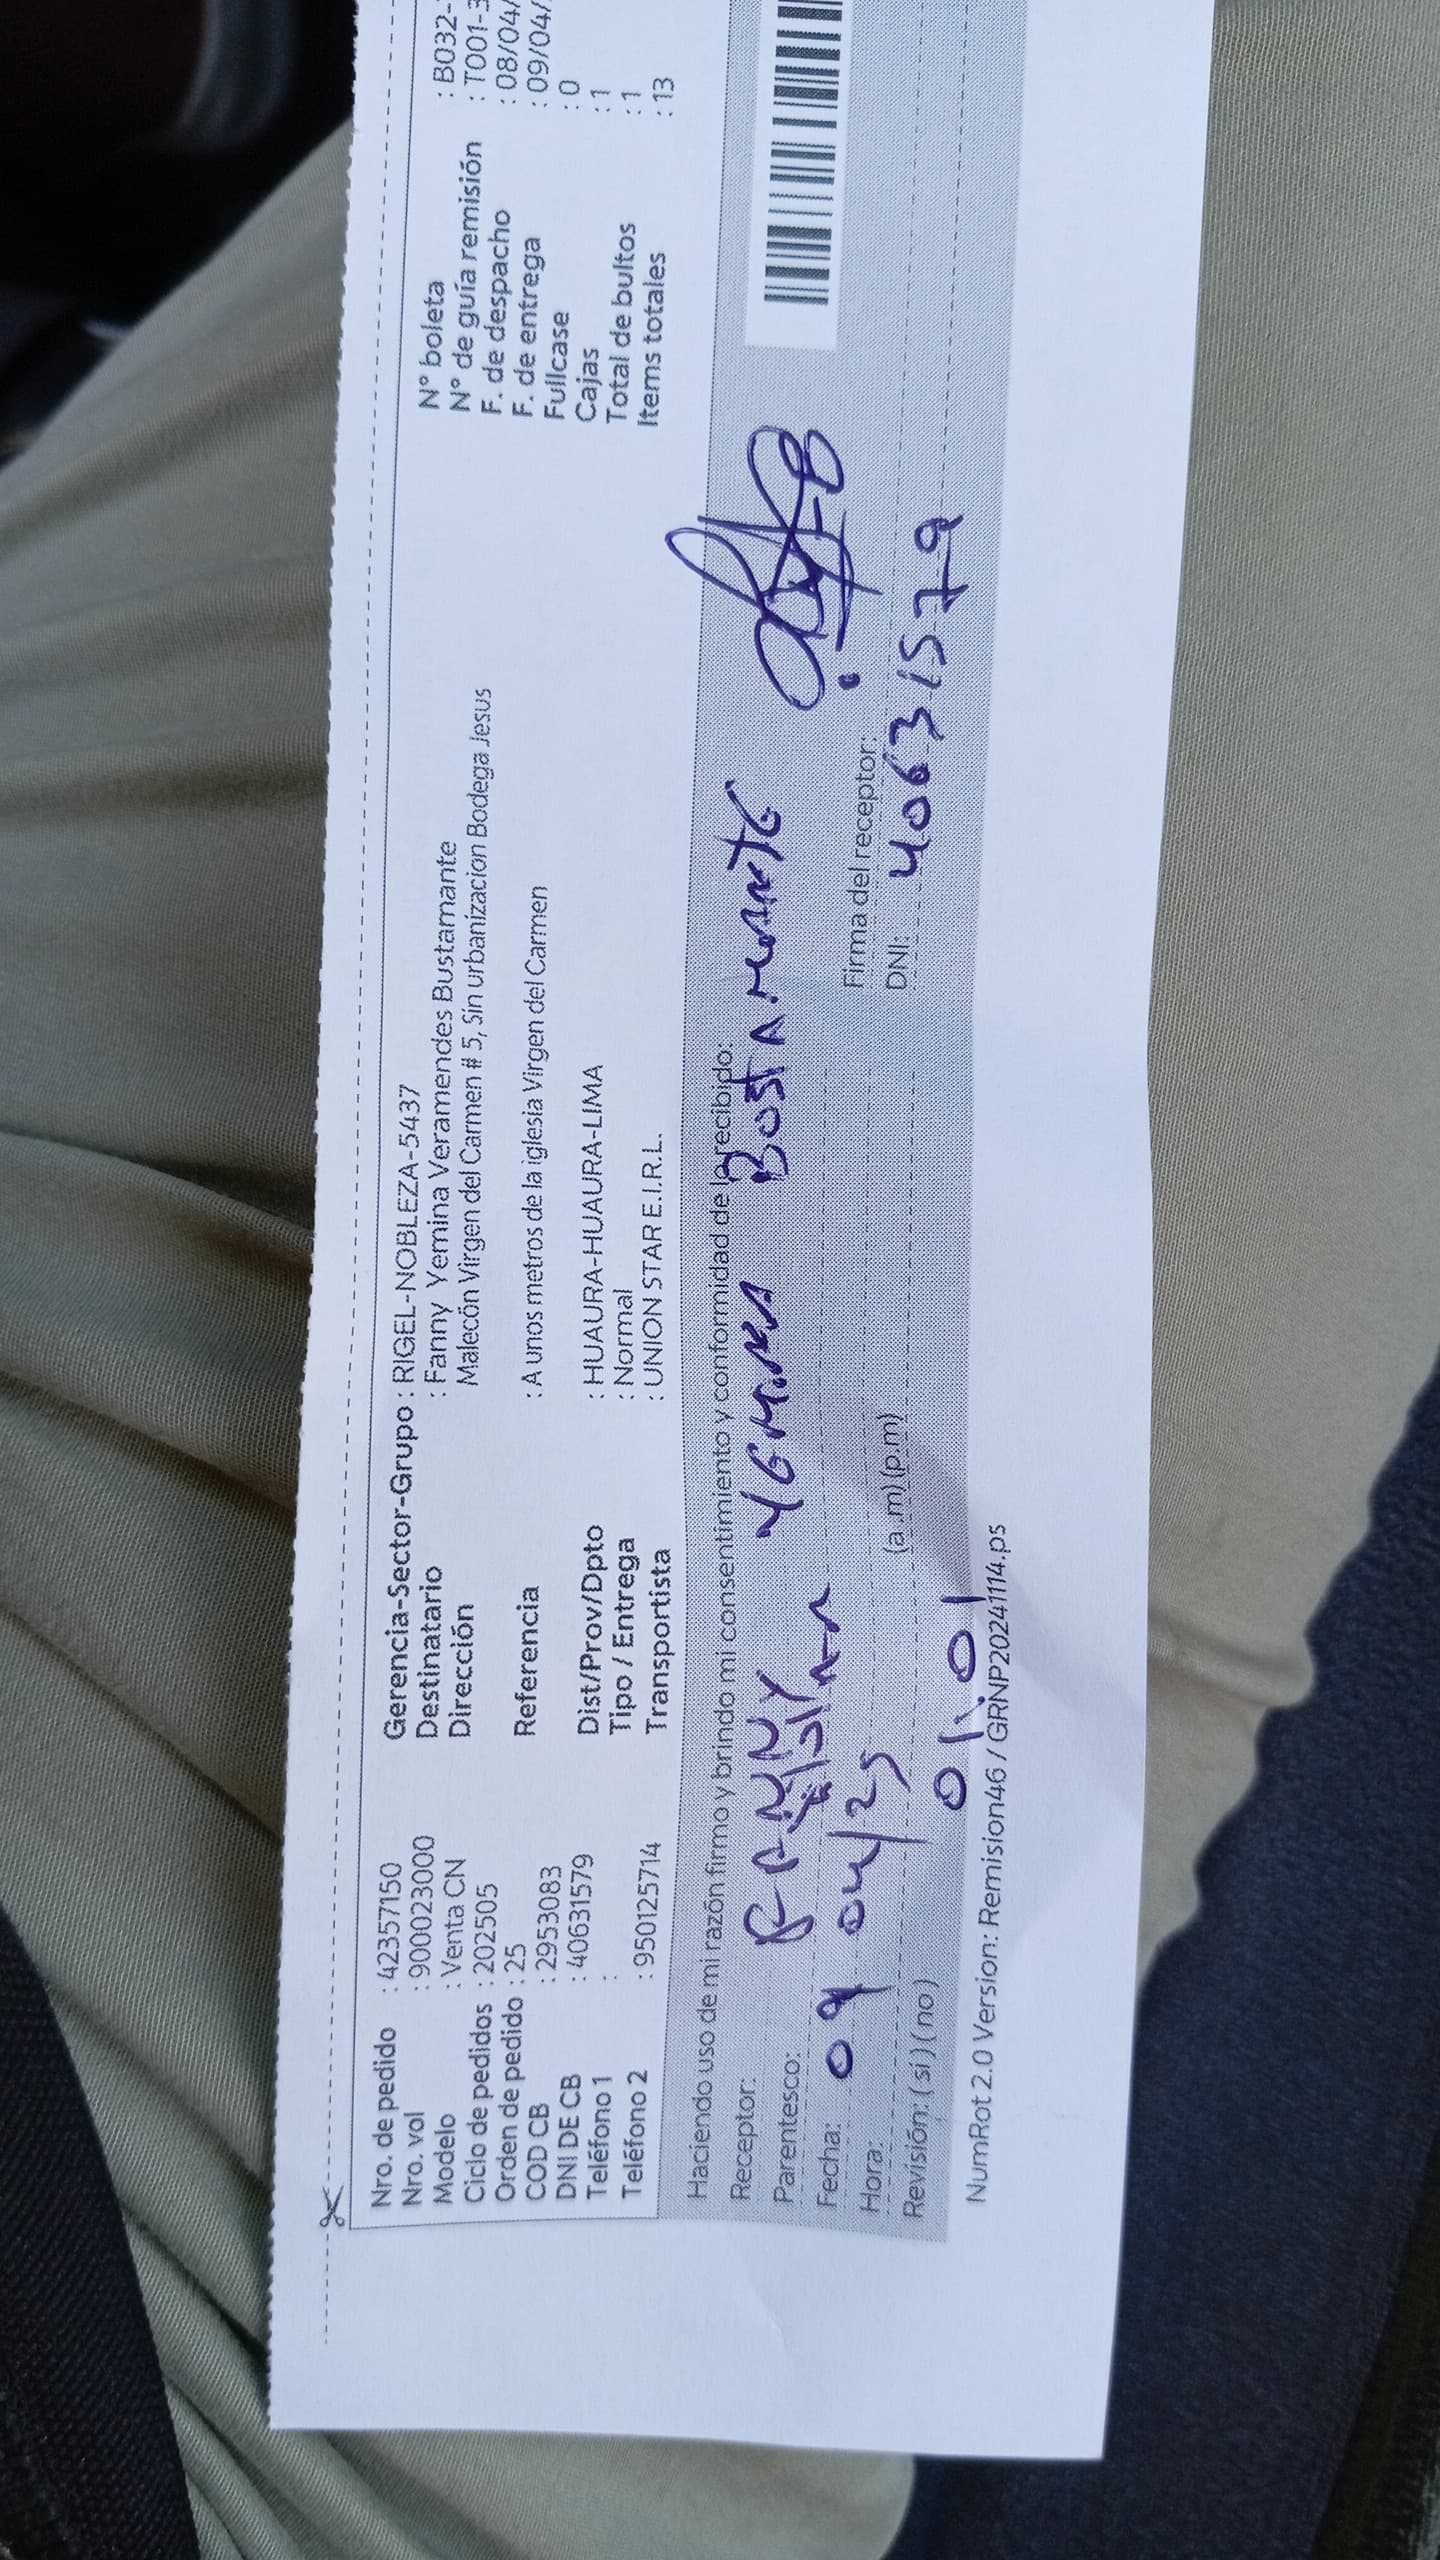 Nro. de pedido : 42357150
Nro. vol : 900023000
Modelo : Venta CN
Ciclo de pedidos : 202505
Orden de pedido : 25
COD CB : 2953083
DNI DE CB : 40631579
Teléfono 1 :
Teléfono 2 : 950125714
Gerencia-Sector-Grupo : RIGEL-NOBLEZA-5437
Destinatario : Fanny Yemina Veramendes Bustamante
Dirección Malecón Virgen del Carmen # 5, Sin urbanizacion Bodega Jesus
Referencia : A unos metros de la iglesia Virgen del Carmen
Dist/Prov/Dpto : HUAURA-HUAURA-LIMA
Tipo / Entrega : Normal
Transportista : UNION STAR E.I.R.L.
N° boleta : B032-
N° de guía remisión : T001-3
F. de despacho : 08/04/
F. de entrega : 09/04/
Fullcase : 0
Cajas : 1
Total de bultos : 1
Items totales : 13
Haciendo uso de mi razón firmo y brindo mi consentimiento y conformidad de lo recibido:
Receptor: FANNY YEMINA BUSTAMANTE
Parentesco:
Fecha: 09 04/25
Firma del receptor:
Hora: (a.m) (p.m)
DNI: 40631579
Revisión: ( si ) ( no ) 01:01
NumRot 2.0 Version: Remision46 / GRNP20241114.ps